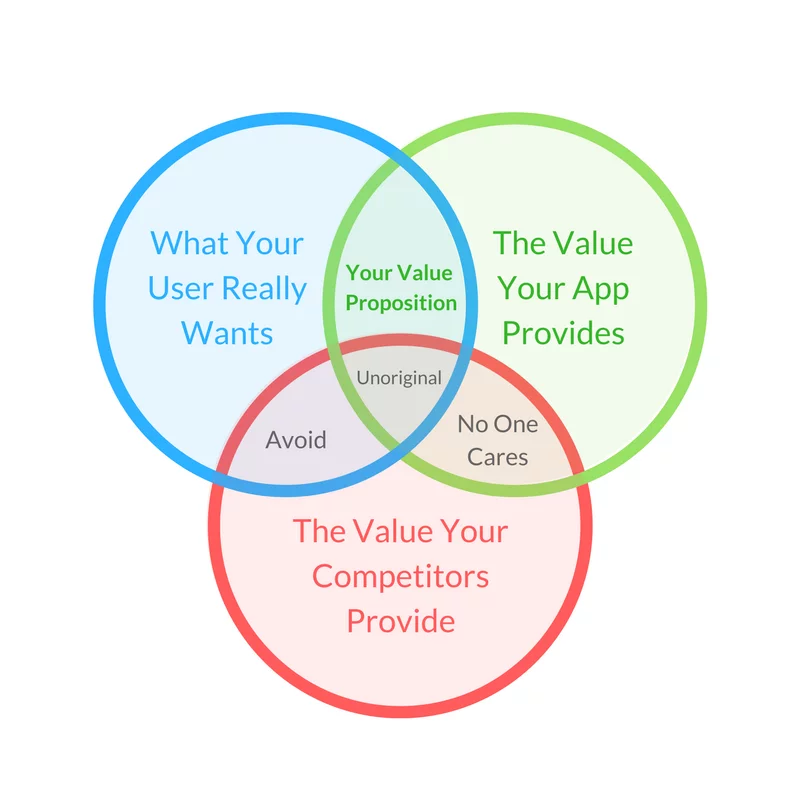 What Your
User Really
Wants
Your Value
Proposition
The Value
Your App
Provides
Unoriginal
Avoid
No One
Cares
The Value Your
Competitors
Provide